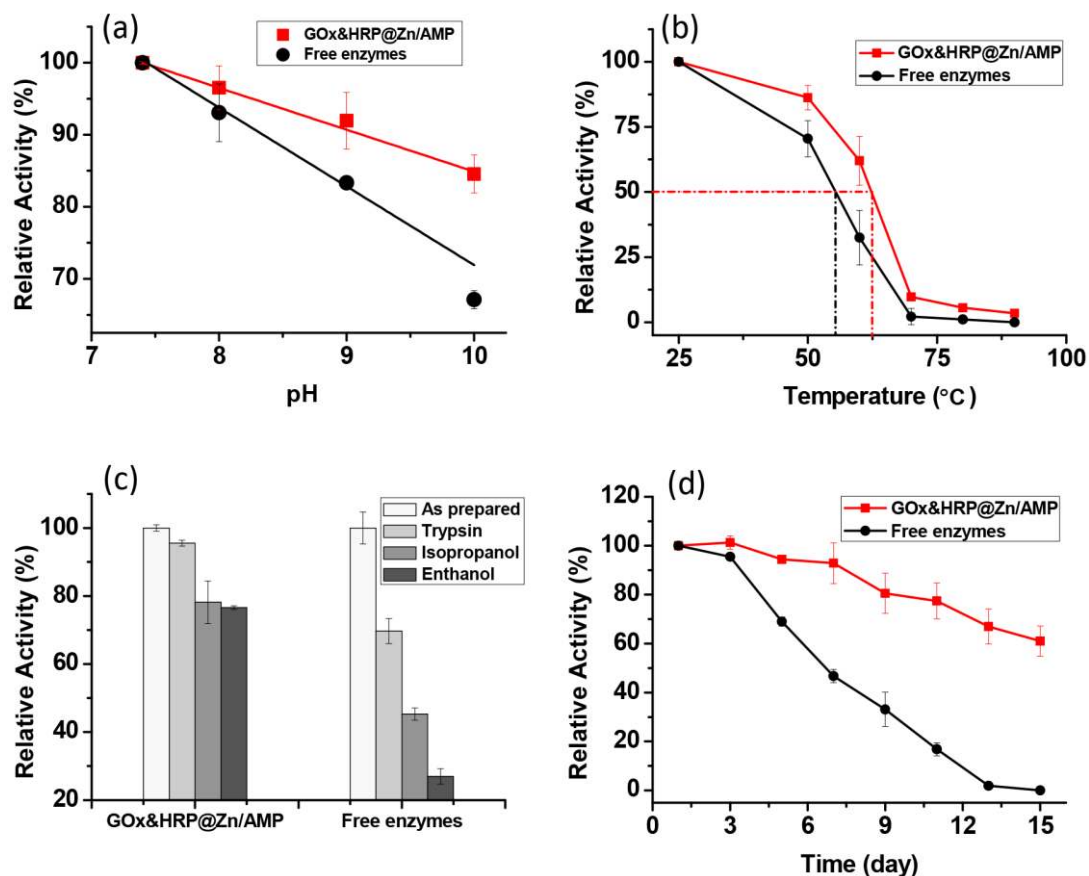 (a)
GOx&HRP@Zn/AMP
Free enzymes
Relative Activity (%)
100
90
80
70
7
8
9
10
pH
(b)
GOx&HRP@Zn/AMP
Free enzymes
Relative Activity (%)
100
75
50
25
0
25
50
75
100
Temperature (°C)
(c)
As prepared
Trypsin
Isopropanol
Enthanol
Relative Activity (%)
100
80
60
40
20
GOx&HRP@Zn/AMP
Free enzymes
(d)
GOx&HRP@Zn/AMP
Free enzymes
Relative Activity (%)
120
100
80
60
40
20
0
0
3
6
9
12
15
Time (day)